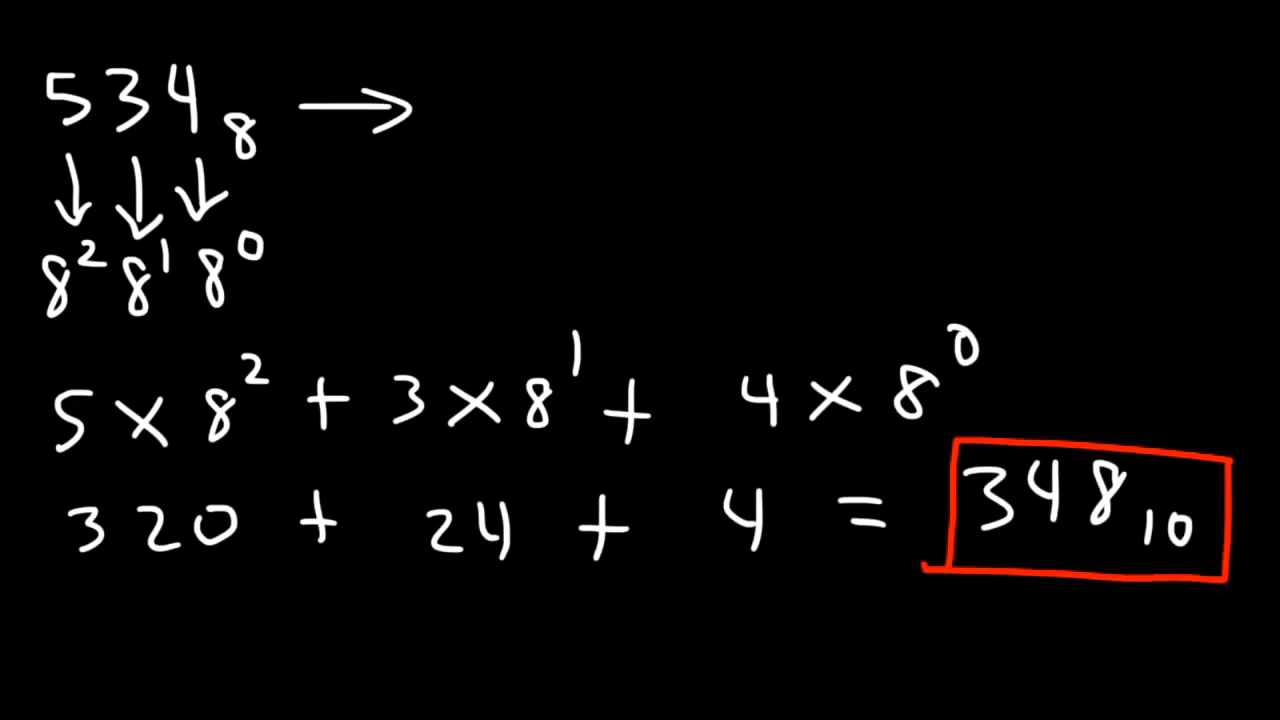 534₈ →
↓ ↓ ↓
8² 8¹ 8⁰
5 × 8² + 3 × 8¹ + 4 × 8⁰
320 + 24 + 4 = 348₁₀